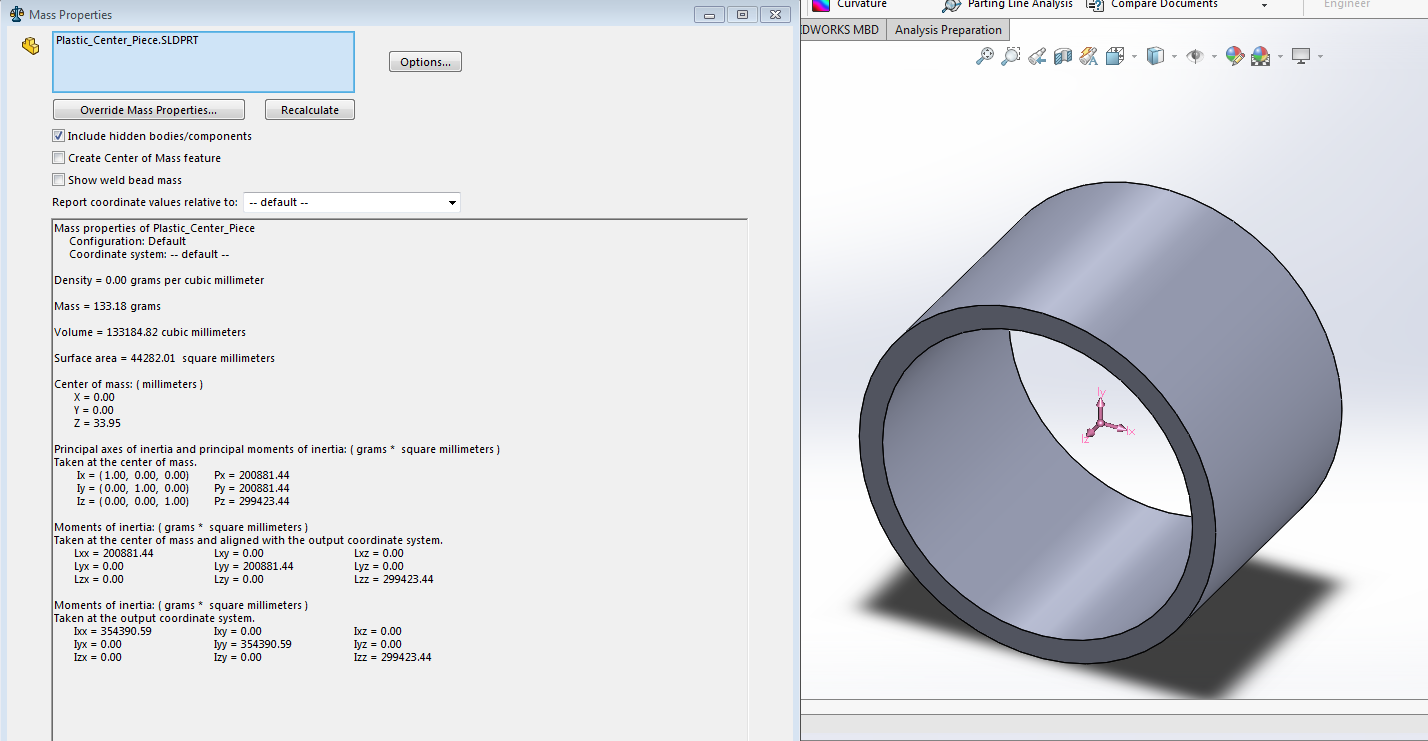 Mass Properties
Plastic_Center_Piece.SLDPRT
Options...
Override Mass Properties...
Recalculate
Include hidden bodies/components
Create Center of Mass feature
Show weld bead mass
Report coordinate values relative to: -- default --
Mass properties of Plastic_Center_Piece
Configuration: Default
Coordinate system: -- default --
Density = 0.00 grams per cubic millimeter
Mass = 133.18 grams
Volume = 133184.82 cubic millimeters
Surface area = 44282.01 square millimeters
Center of mass: ( millimeters )
X = 0.00
Y = 0.00
Z = 33.95
Principal axes of inertia and principal moments of inertia: ( grams * square millimeters )
Taken at the center of mass.
Ix = ( 1.00, 0.00, 0.00) Px = 200881.44
Iy = ( 0.00, 1.00, 0.00) Py = 200881.44
Iz = ( 0.00, 0.00, 1.00) Pz = 299423.44
Moments of inertia: ( grams * square millimeters )
Taken at the center of mass and aligned with the output coordinate system.
Lxx = 200881.44 Lxy = 0.00 Lxz = 0.00
Lyx = 0.00 Lyy = 200881.44 Lyz = 0.00
Lzx = 0.00 Lzy = 0.00 Lzz = 299423.44
Moments of inertia: ( grams * square millimeters )
Taken at the output coordinate system.
Ixx = 354390.59 Ixy = 0.00 Ixz = 0.00
Iyx = 0.00 Iyy = 354390.59 Iyz = 0.00
Izx = 0.00 Izy = 0.00 Izz = 299423.44
Curvature Parting Line Analysis Compare Documents Engineer
DWORKS MBD Analysis Preparation
Iy
Ix
Iz